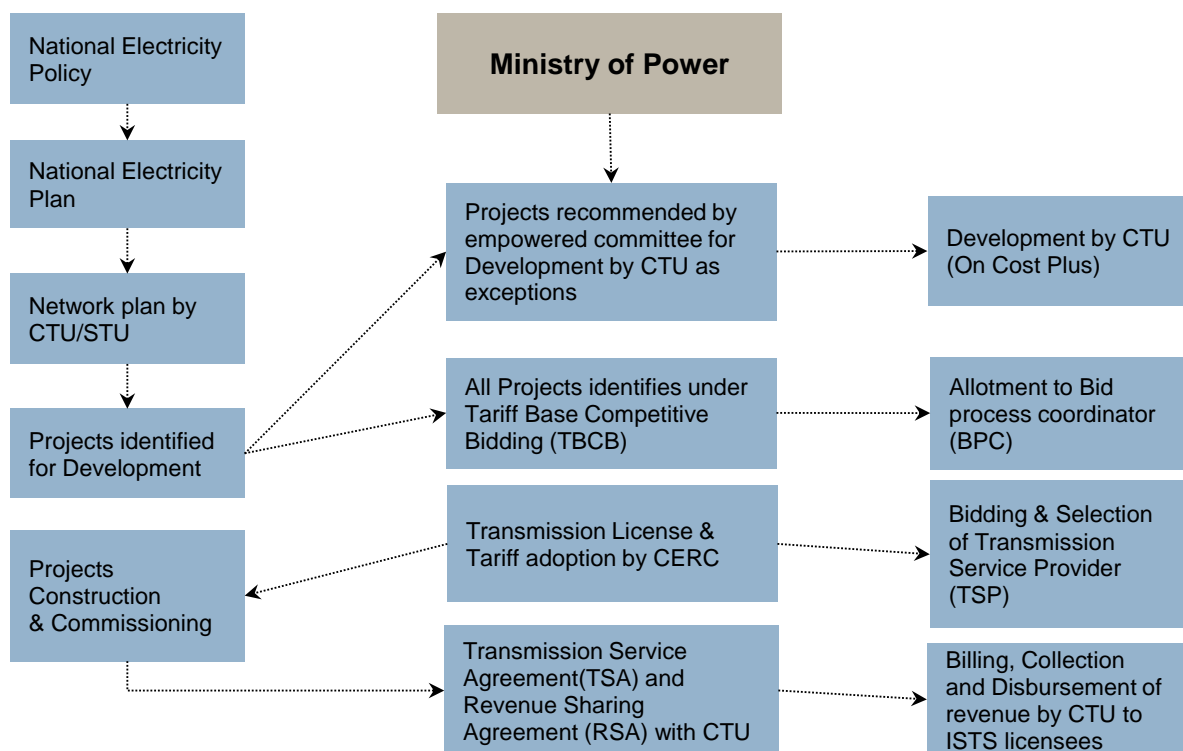 National Electricity
Policy
Ministry of Power
National Electricity
Plan
Projects recommended by
empowered committee for
Development by CTU as
exceptions
Development by CTU
(On Cost Plus)
Network plan by
CTU/STU
All Projects identifies under
Tariff Base Competitive
Bidding (TBCB)
Allotment to Bid
process coordinator
(BPC)
Projects identified
for Development
Transmission License &
Tariff adoption by CERC
Bidding & Selection
of Transmission
Service Provider
(TSP)
Projects
Construction
& Commissioning
Transmission Service
Agreement(TSA) and
Revenue Sharing
Agreement (RSA) with CTU
Billing, Collection
and Disbursement of
revenue by CTU to
ISTS licensees